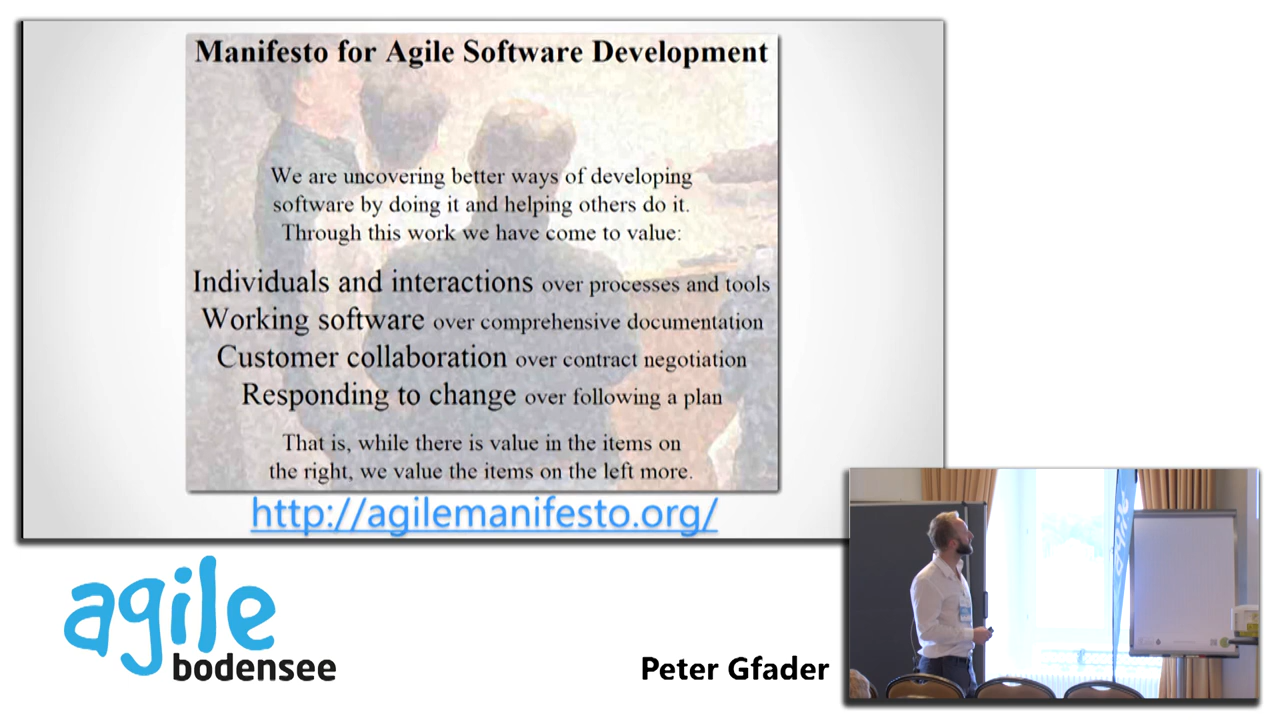 Manifesto for Agile Software Development
We are uncovering better ways of developing
software by doing it and helping others do it.
Through this work we have come to value:
Individuals and interactions over processes and tools
Working software over comprehensive documentation
Customer collaboration over contract negotiation
Responding to change over following a plan
That is, while there is value in the items on
the right, we value the items on the left more.
http://agilemanifesto.org/
agile
bodensee
Peter Gfader
agile